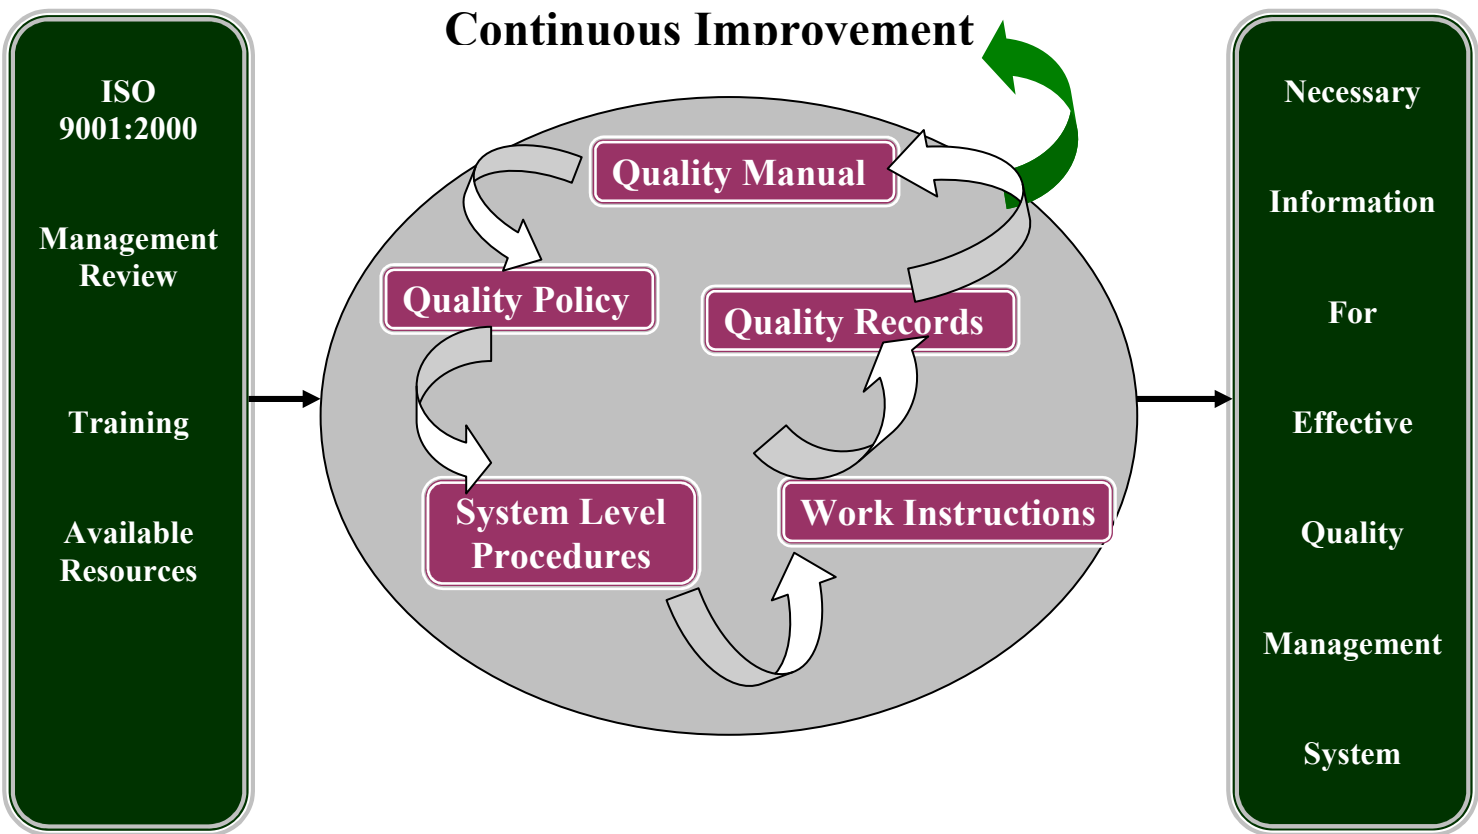 Continuous Improvement
ISO
9001:2000
Management
Review
Training
Available
Resources
Quality Manual
Quality Policy
Quality Records
System Level
Procedures
Work Instructions
Necessary
Information
For
Effective
Quality
Management
System